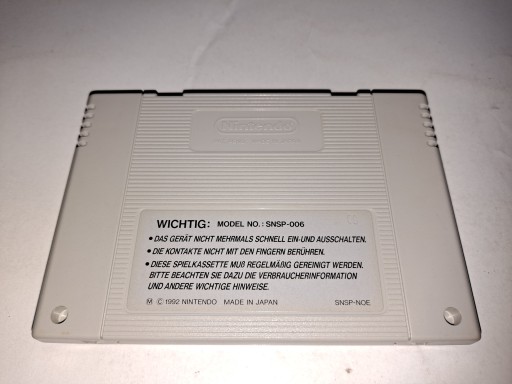 Nintendo
WICHTIG: MODEL NO.: SNSP-006
• DAS GERÄT NICHT MEHRMALS SCHNELL EIN-UND AUSSCHALTEN.
• DIE KONTAKTE NICHT MIT DEN FINGERN BERÜHREN.
• DIESE SPIELKASSETTE MUß REGELMÄßIG GEREINIGT WERDEN.
BITTE BEACHTEN SIE DAZU DIE VERBRAUCHERINFORMATION
UND ANDERE WICHTIGE HINWEISE.
Ⓜ © 1992 NINTENDO MADE IN JAPAN SNSP-NOE